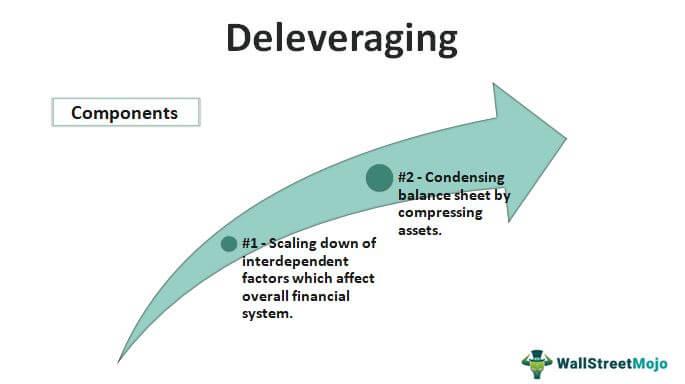 Deleveraging
Components
#2 - Condensing
balance sheet by
compressing
assets.
#1 - Scaling down of
interdependent
factors which affect
overall financial
system.
WallStreetMojo